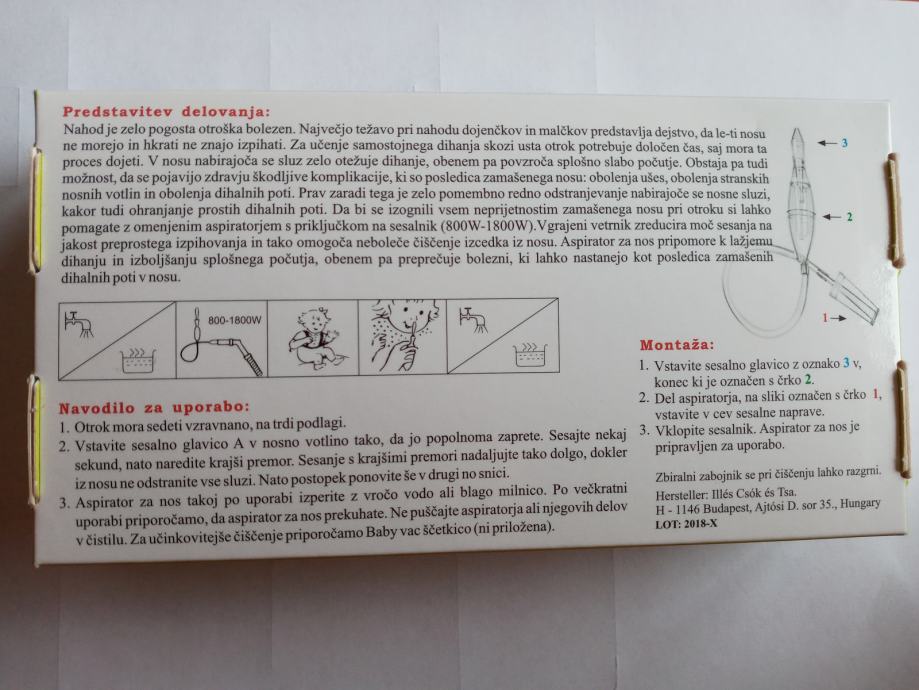 Predstavitev delovanja:
Nahod je zelo pogosta otroška bolezen. Največjo težavo pri nahodu dojenčkov in malčkov predstavlja dejstvo, da le-ti nosu
ne morejo in hkrati ne znajo izpihati. Za učenje samostojnega dihanja skozi usta otrok potrebuje določen čas, saj mora ta
proces dojeti. V nosu nabirajoča se sluz zelo otežuje dihanje, obenem pa povzroča splošno slabo počutje. Obstaja pa tudi
možnost, da se pojavijo zdravju škodljive komplikacije, ki so posledica zamašenega nosu: obolenja ušes, obolenja stranskih
nosnih votlin in obolenja dihalnih poti. Prav zaradi tega je zelo pomembno redno odstranjevanje nabirajoče se nosne sluzi,
kakor tudi ohranjanje prostih dihalnih poti. Da bi se izognili vsem neprijetnostim zamašenega nosu pri otroku si lahko
pomagate z omenjenim aspiratorjem s priključkom na sesalnik (800W-1800W).Vgrajeni vetrnik zreducira moč sesanja na
jakost preprostega izpihovanja in tako omogoča neboleče čiščenje izcedka iz nosu. Aspirator za nos pripomore k lažjemu
dihanju in izboljšanju splošnega počutja, obenem pa preprečuje bolezni, ki lahko nastanejo kot posledica zamašenih
dihalnih poti v nosu.
3
2
1
800-1800W
Navodilo za uporabo:
1. Otrok mora sedeti vzravnano, na trdi podlagi.
2. Vstavite sesalno glavico A v nosno votlino tako, da jo popolnoma zaprete. Sesajte nekaj
sekund, nato naredite krajši premor. Sesanje s krajšimi premori nadaljujte tako dolgo, dokler
iz nosu ne odstranite vse sluzi. Nato postopek ponovite še v drugi no snici.
3. Aspirator za nos takoj po uporabi izperite z vročo vodo ali blago milnico. Po večkratni
uporabi priporočamo, da aspirator za nos prekuhate. Ne puščajte aspiratorja ali njegovih delov
v čistilu. Za učinkovitejše čiščenje priporočamo Baby vac ščetkico (ni priložena).
Montaža:
1. Vstavite sesalno glavico z oznako 3 v,
konec ki je označen s črko 2.
2. Del aspiratorja, na sliki označen s črko 1,
vstavite v cev sesalne naprave.
3. Vklopite sesalnik. Aspirator za nos je
pripravljen za uporabo.
Zbiralni zabojnik se pri čiščenju lahko razgrni.
Hersteller: Illés Csók és Tsa.
H - 1146 Budapest, Ajtósi D. sor 35., Hungary
LOT: 2018-X